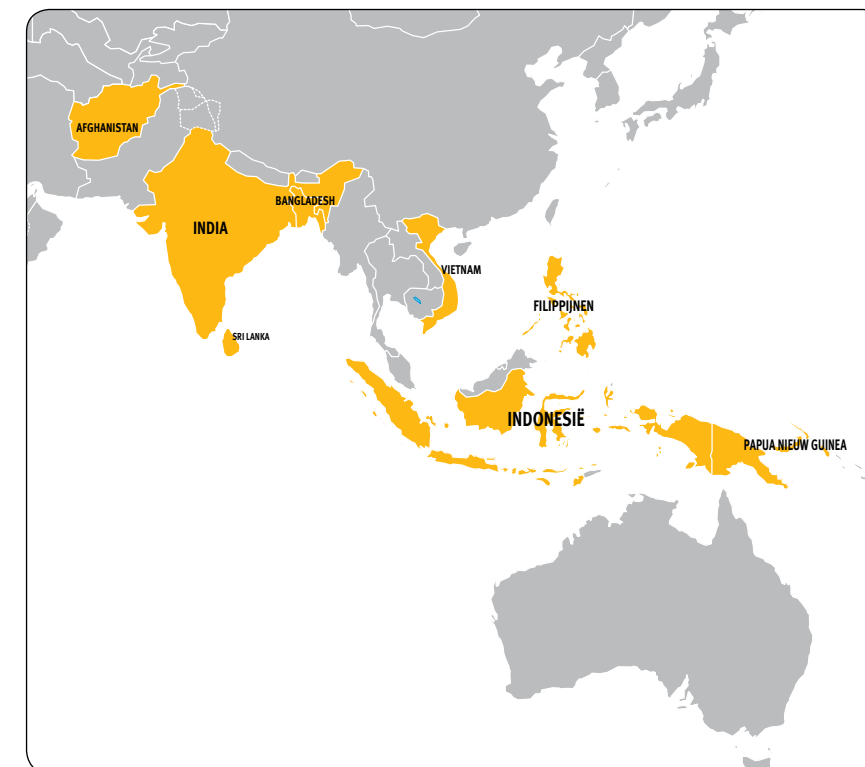 AFGHANISTAN
BANGLADESH
INDIA
VIETNAM
FILIPPIJNEN
SRI LANKA
INDONESIË
PAPUA NIEUW GUINEA